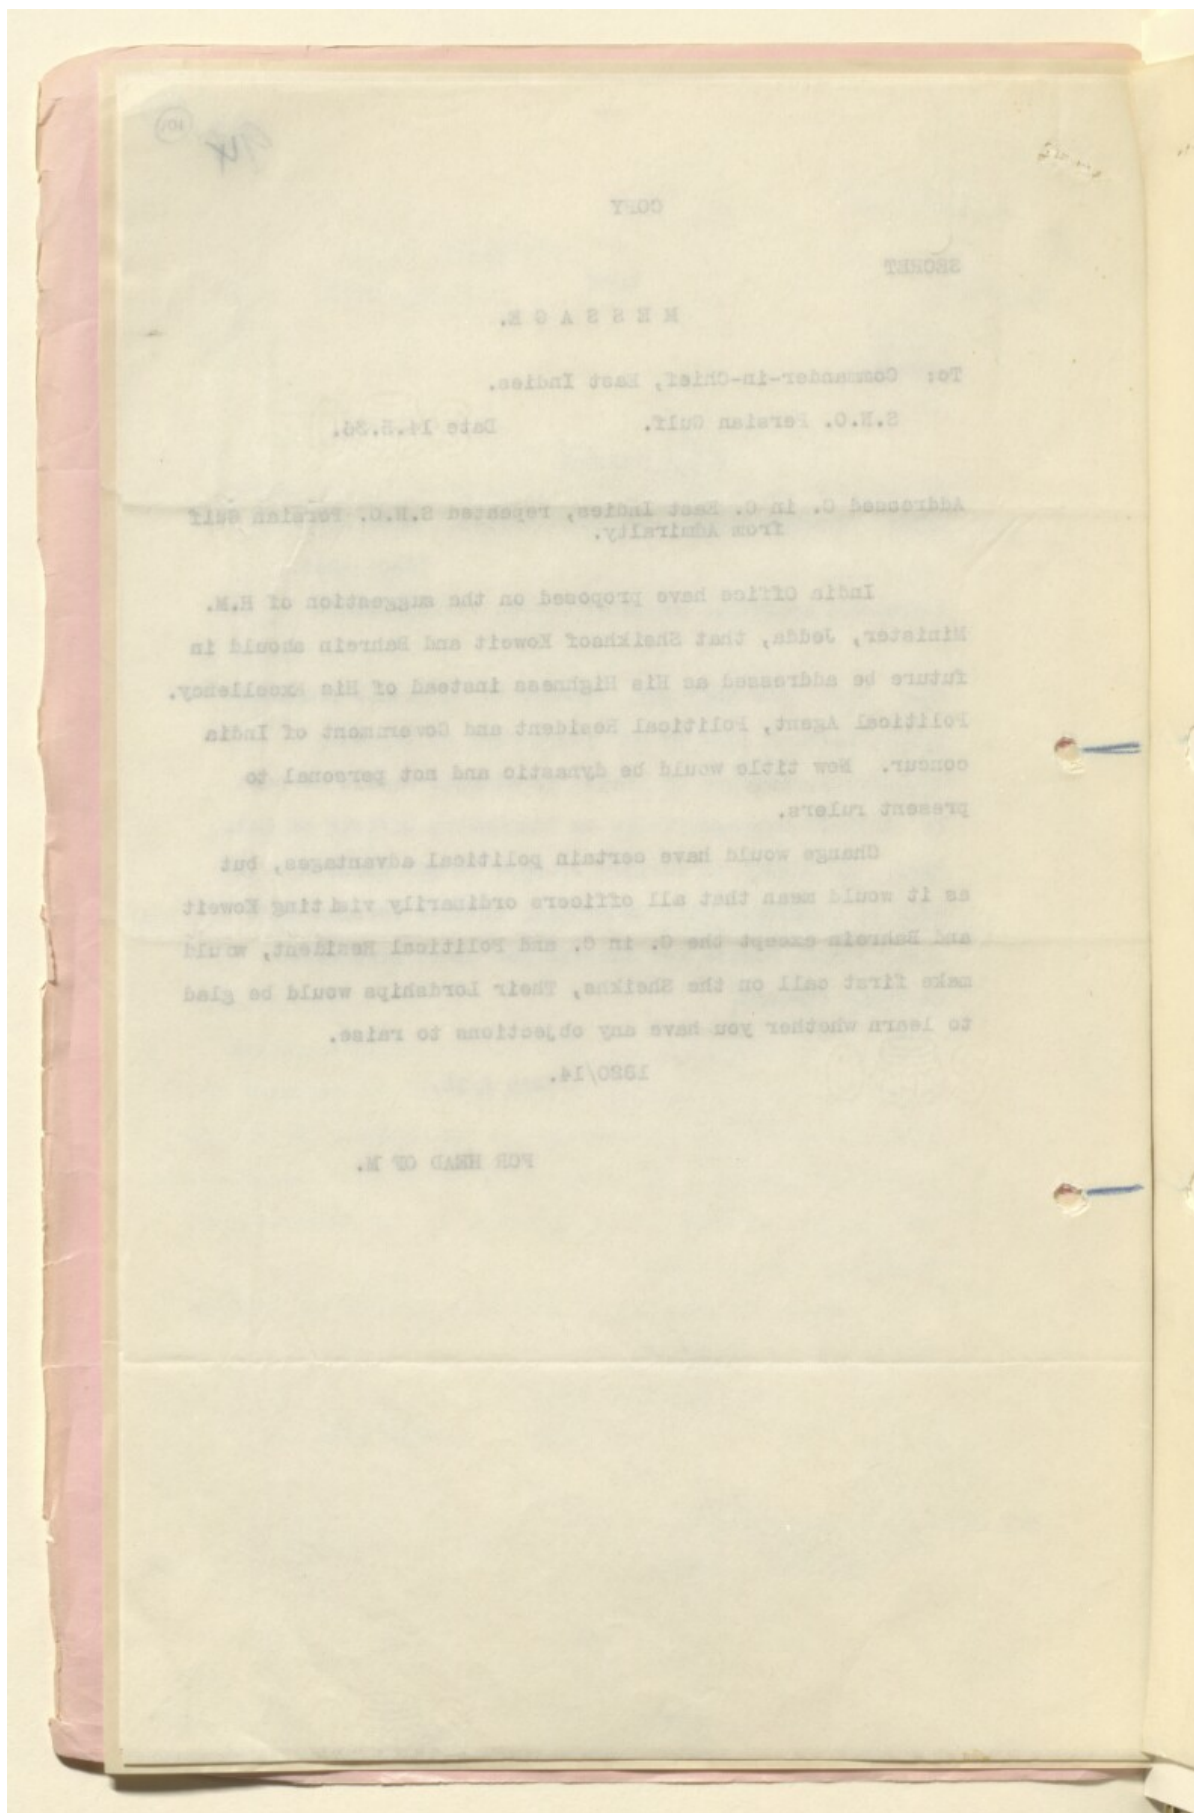 COPY
SECRET
MESSAGE.
To: Commander-in-Chief, East Indies.
S.N.O. Persian Gulf. Date 14.5.36.
Addressed C. in C. East Indies, repeated S.N.O. Persian Gulf
from Admiralty.
India Office have proposed on the suggestion of H.M.
Minister, Jedda, that Sheikhsof Koweit and Bahrein should in
future be addressed as His Highness instead of His Excellency.
Political Agent, Political Resident and Government of India
concur. New title would be dynastic and not personal to
present rulers.
Change would have certain political advantages, but
as it would mean that all officers ordinarily visiting Koweit
and Bahrein except the C. in C. and Political Resident, would
make first call on the Sheikhs, Their Lordships would be glad
to learn whether you have any objections to raise.
1820/14.
FOR HEAD OF M.